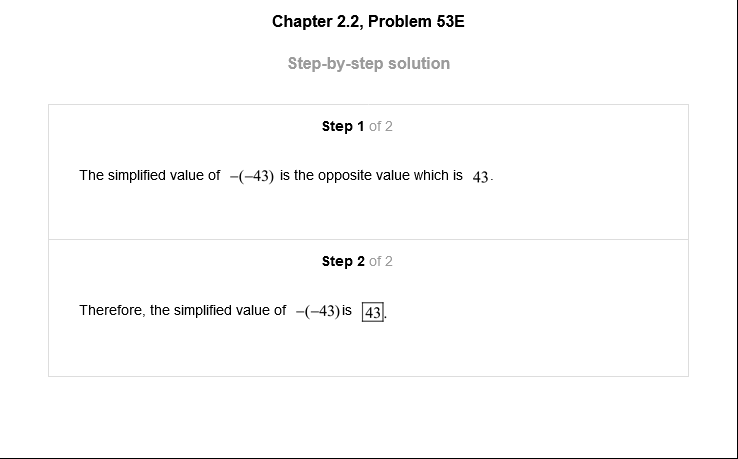 Chapter 2.2, Problem 53E
Step-by-step solution
Step 1 of 2
The simplified value of −(−43) is the opposite value which is 43.
Step 2 of 2
Therefore, the simplified value of −(−43) is 43.